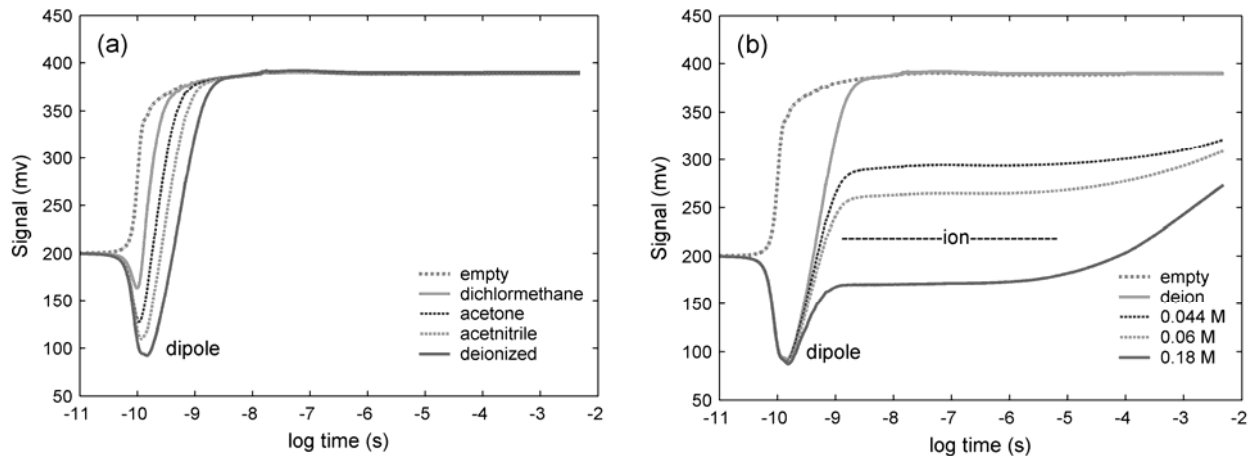 (a)
450
400
350
300
250
200
150
100
50
Signal (mv)
-11 -10 -9 -8 -7 -6 -5 -4 -3 -2
log time (s)
dipole
empty
dichlormethane
acetone
acetnitrile
deionized
(b)
450
400
350
300
250
200
150
100
50
Signal (mv)
-11 -10 -9 -8 -7 -6 -5 -4 -3 -2
log time (s)
dipole
ion
empty
deion
0.044 M
0.06 M
0.18 M